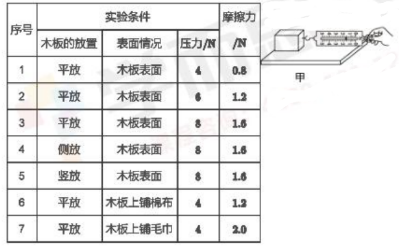 序号 实验条件 摩擦力
木板的放置 表面情况 压力/N /N
1 平放 木板表面 4 0.8
2 平放 木板表面 6 1.2
3 平放 木板表面 8 1.6
4 侧放 木板表面 8 1.6
5 竖放 木板表面 8 1.6
6 平放 木板上铺棉布 4 1.2
7 平放 木板上铺毛巾 4 2.0
甲